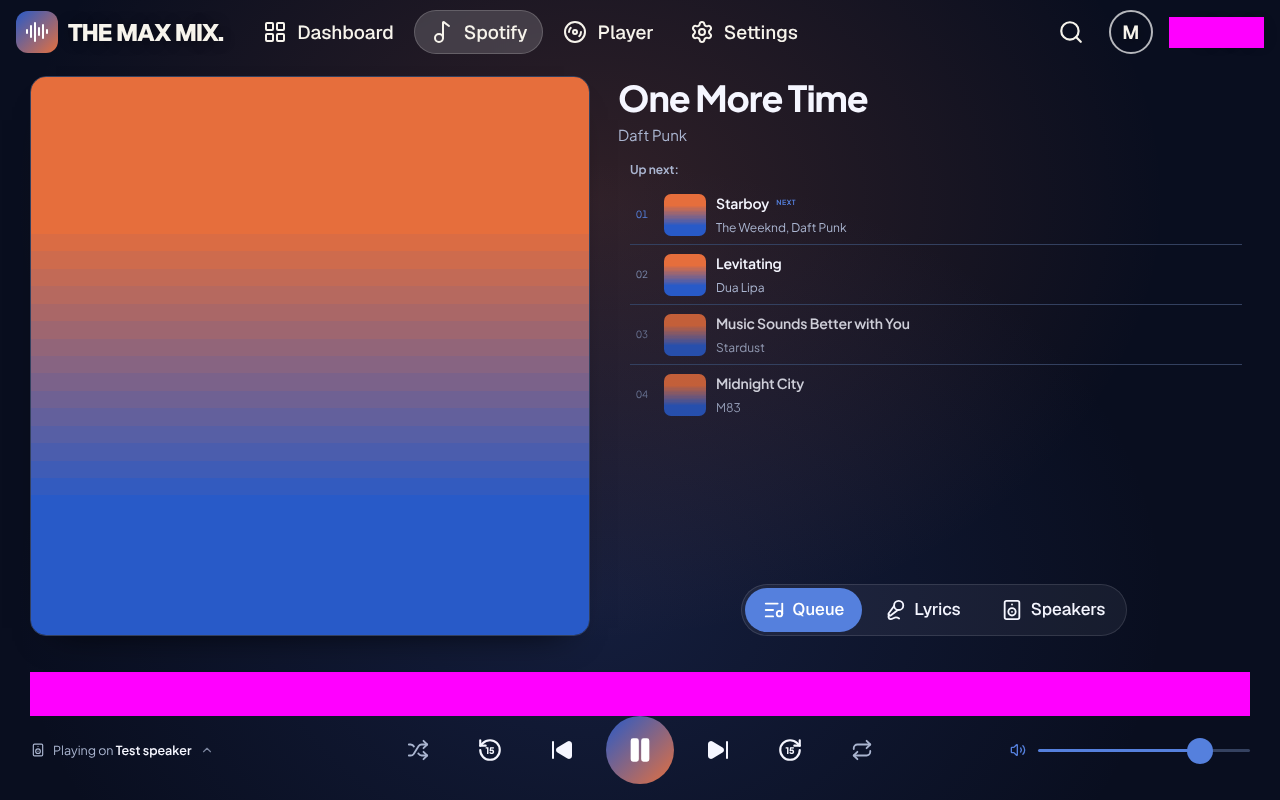 THE MAX MIX.
Dashboard
Spotify
Player
Settings
M
One More Time
Daft Punk
Up next:
01
Starboy NEXT
The Weeknd, Daft Punk
02
Levitating
Dua Lipa
03
Music Sounds Better with You
Stardust
04
Midnight City
M83
Queue
Lyrics
Speakers
Playing on Test speaker
15
15